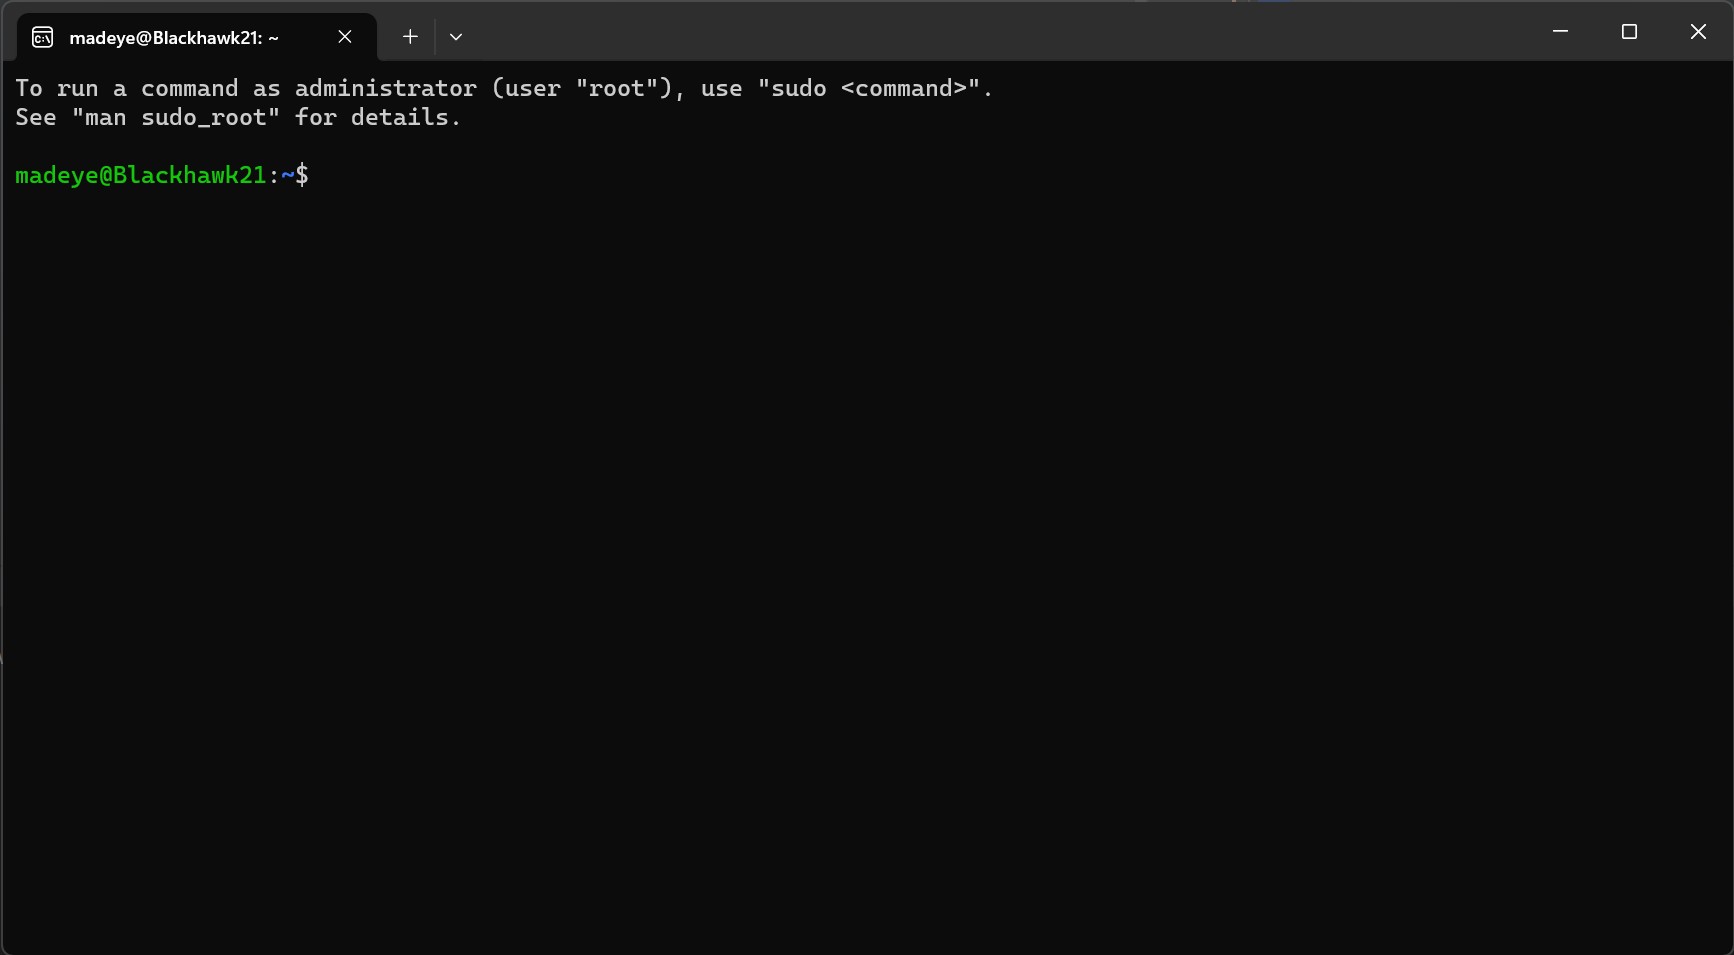 madeye@Blackhawk21: ~
To run a command as administrator (user "root"), use "sudo <command>".
See "man sudo_root" for details.
madeye@Blackhawk21:~$